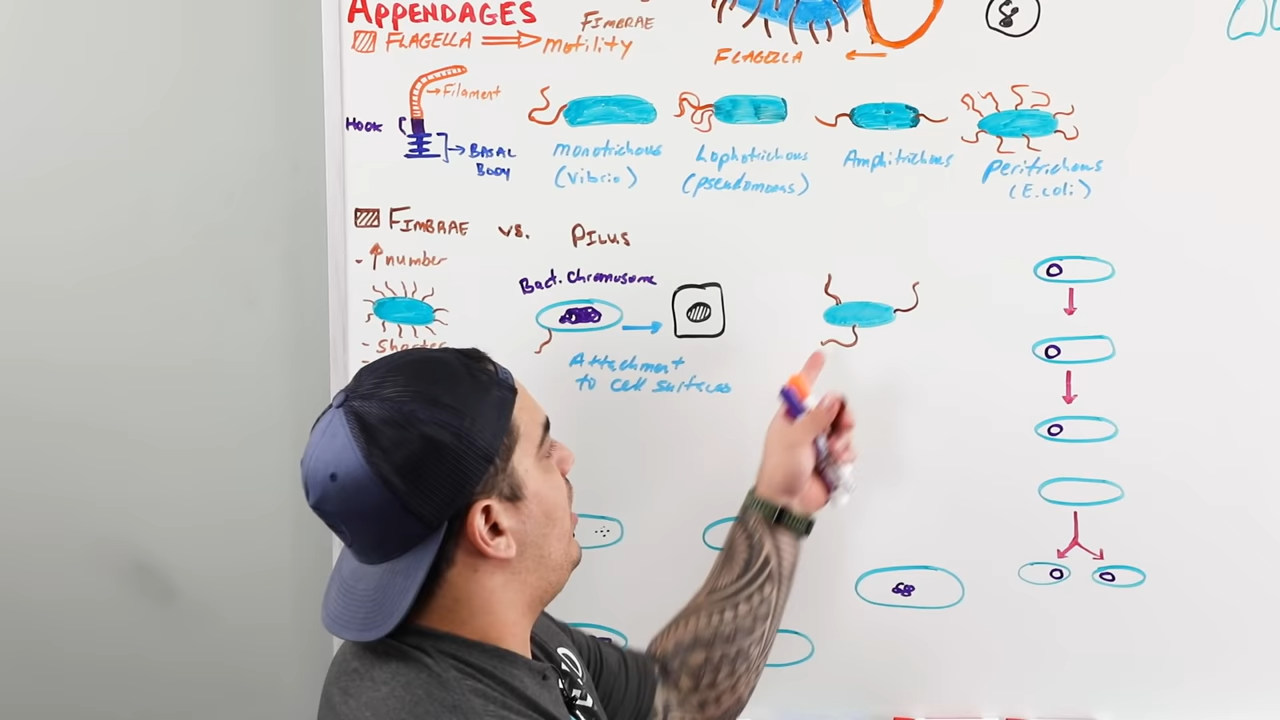 APPENDAGES
FIMBRAE
FLAGELLA
motility
FLAGELLA
8
Filament
HOOK
BASAL
BODY
monotrichous
(vibrio)
Lophotrichous
(pseudomonas)
Amphitrichous
peritrichous
(E.coli)
FIMBRAE vs. PILUS
- ↑ number
Bact. chromosome
- Shorter
Attachment
to cell surfaces